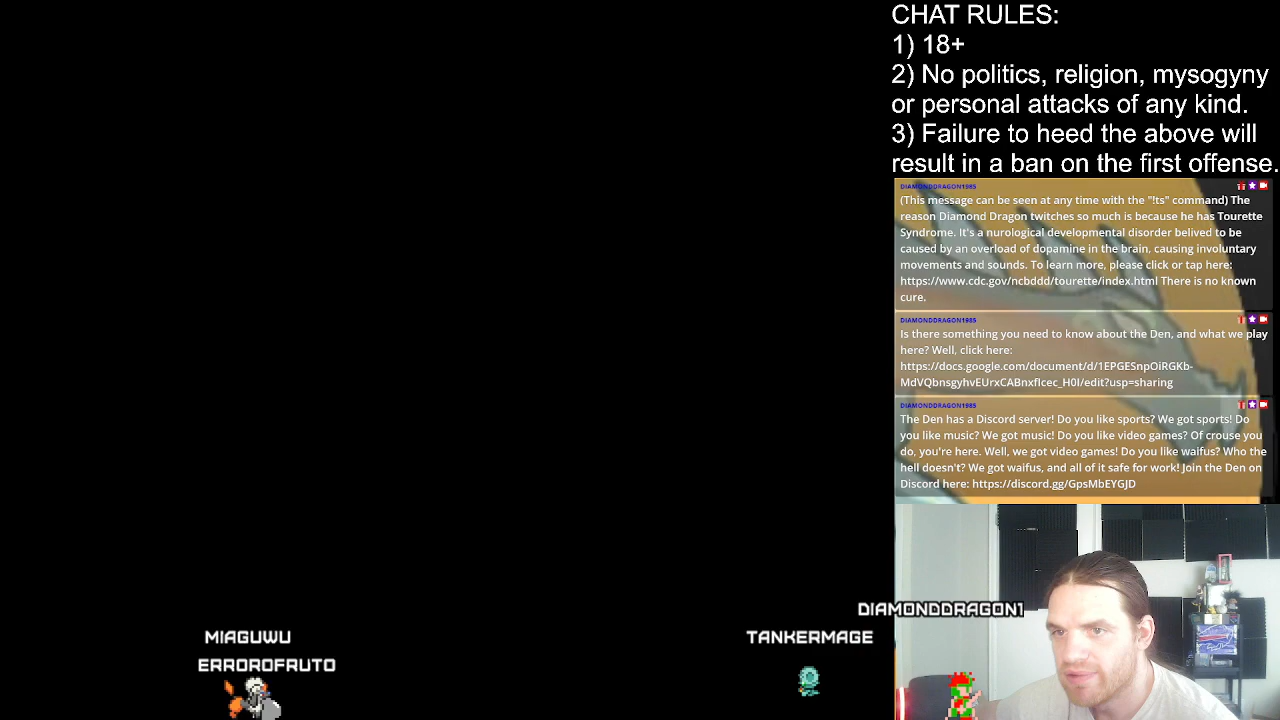 CHAT RULES:
1) 18+
2) No politics, religion, mysogyny
or personal attacks of any kind.
3) Failure to heed the above will
result in a ban on the first offense.
DIAMONDDRAGON1985
(This message can be seen at any time with the "!ts" command) The
reason Diamond Dragon twitches so much is because he has Tourette
Syndrome. It's a nurological developmental disorder belived to be
caused by an overload of dopamine in the brain, causing involuntary
movements and sounds. To learn more, please click or tap here:
https://www.cdc.gov/ncbddd/tourette/index.html There is no known
cure.
DIAMONDDRAGON1985
Is there something you need to know about the Den, and what we play
here? Well, click here:
https://docs.google.com/document/d/1EPGESnpOiRGKb-
MdVQbnsgyhvEUrxCABnxfIcec_H0I/edit?usp=sharing
DIAMONDDRAGON1985
The Den has a Discord server! Do you like sports? We got sports! Do
you like music? We got music! Do you like video games? Of crouse you
do, you're here. Well, we got video games! Do you like waifus? Who the
hell doesn't? We got waifus, and all of it safe for work! Join the Den on
Discord here: https://discord.gg/GpsMbEYGJD
DIAMONDDRAGON1
MIAGUWU
TANKERMAGE
ERROROFRUTO